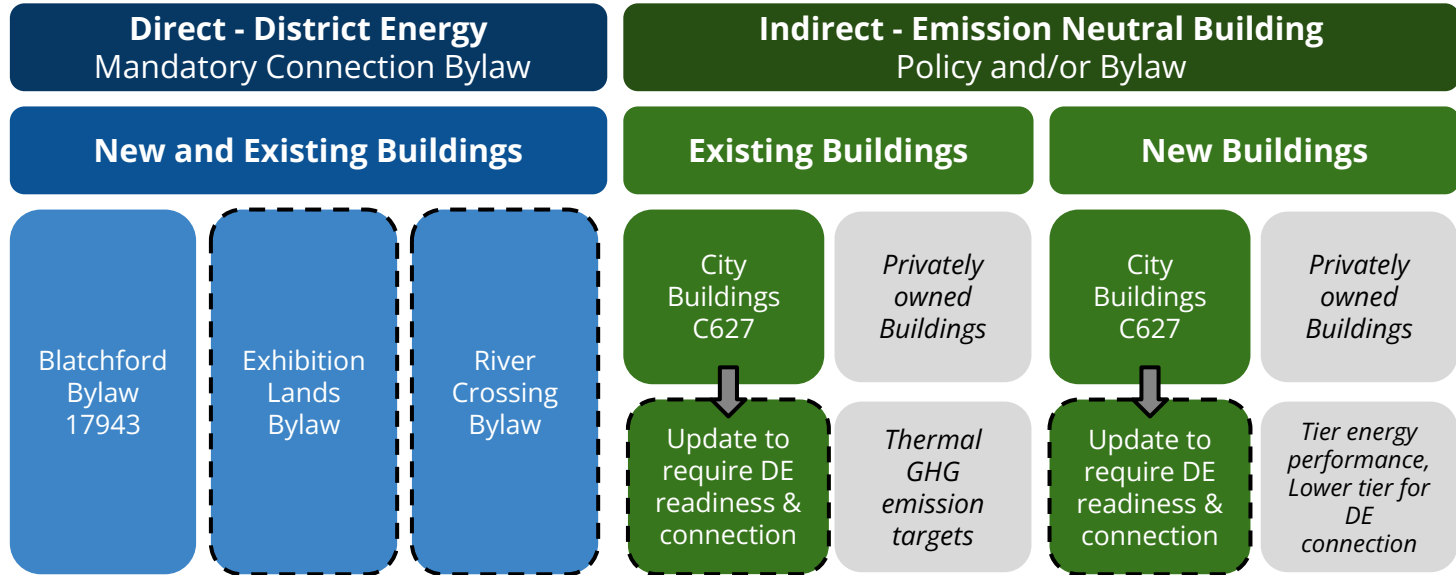 Direct - District Energy
Mandatory Connection Bylaw
Indirect - Emission Neutral Building
Policy and/or Bylaw
New and Existing Buildings
Existing Buildings
New Buildings
Blatchford
Bylaw
17943
Exhibition
Lands
Bylaw
River
Crossing
Bylaw
City
Buildings
C627
Privately
owned
Buildings
City
Buildings
C627
Privately
owned
Buildings
Update to
require DE
readiness &
connection
Thermal
GHG
emission
targets
Update to
require DE
readiness &
connection
Tier energy
performance,
Lower tier for
DE
connection